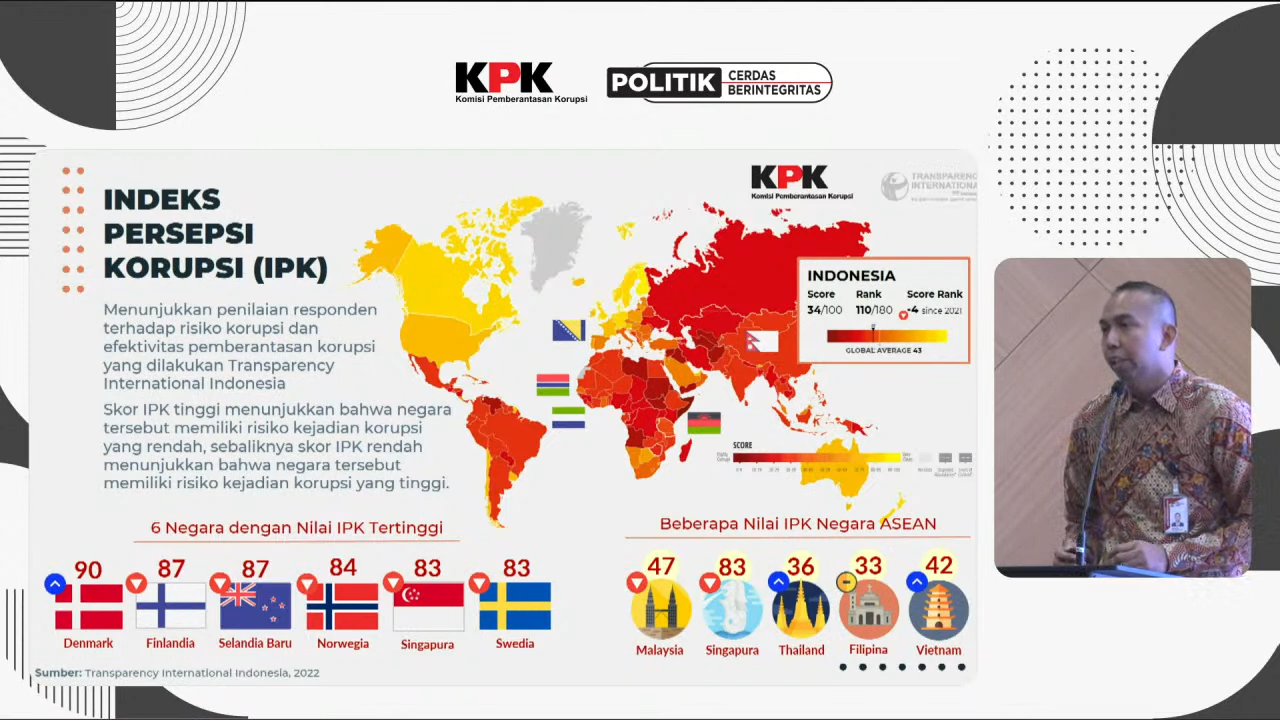 KPK
Komisi Pemberantasan Korupsi
POLITIK
CERDAS
BERINTEGRITAS
INDEKS
PERSEPSI
KORUPSI (IPK)
Menunjukkan penilaian responden
terhadap risiko korupsi dan
efektivitas pemberantasan korupsi
yang dilakukan Transparency
International Indonesia
Skor IPK tinggi menunjukkan bahwa negara
tersebut memiliki risiko kejadian korupsi
yang rendah, sebaliknya skor IPK rendah
menunjukkan bahwa negara tersebut
memiliki risiko kejadian korupsi yang tinggi.
KPK
Komisi Pemberantasan Korupsi
TRANSPARENC
INTERNATIONA
INDONESIA
Score Rank Score Rank
34/100 110/180 -4 since 2021
GLOBAL AVERAGE 43
SCORE
6 Negara dengan Nilai IPK Tertinggi
90 87 87 84 83 83
Denmark Finlandia Selandia Baru Norwegia Singapura Swedia
Beberapa Nilai IPK Negara ASEAN
47 83 36 33 42
Malaysia Singapura Thailand Filipina Vietnam
Sumber: Transparency International Indonesia, 2022